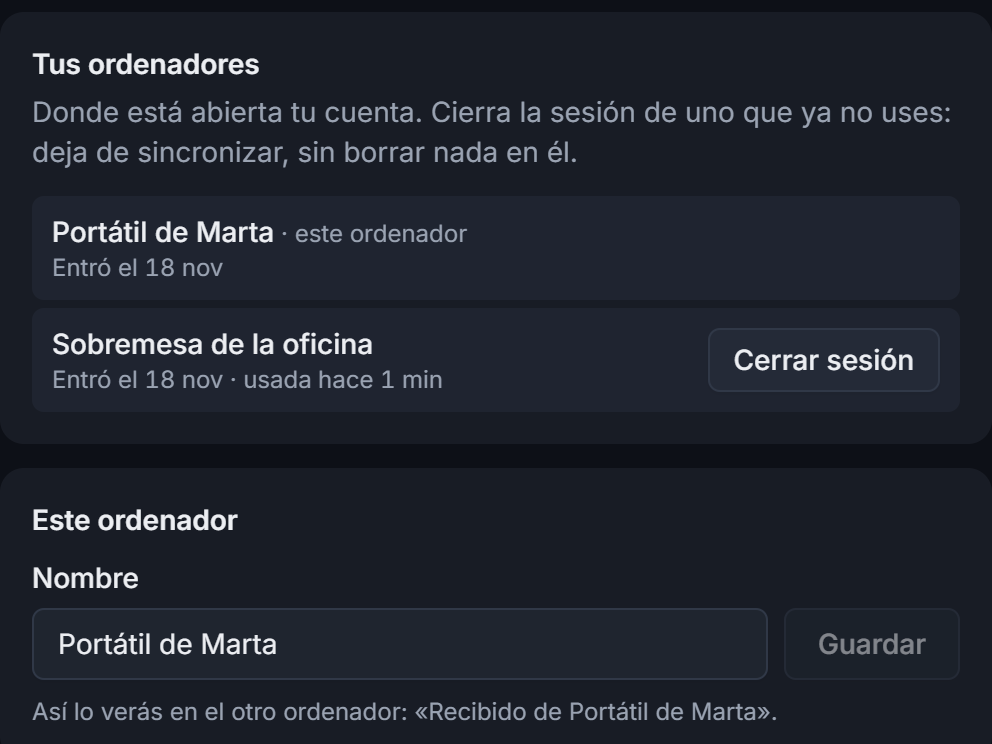 Tus ordenadores
Donde está abierta tu cuenta. Cierra la sesión de uno que ya no uses:
deja de sincronizar, sin borrar nada en él.
Portátil de Marta · este ordenador
Entró el 18 nov
Sobremesa de la oficina
Entró el 18 nov · usada hace 1 min
Cerrar sesión
Este ordenador
Nombre
Portátil de Marta
Guardar
Así lo verás en el otro ordenador: «Recibido de Portátil de Marta».